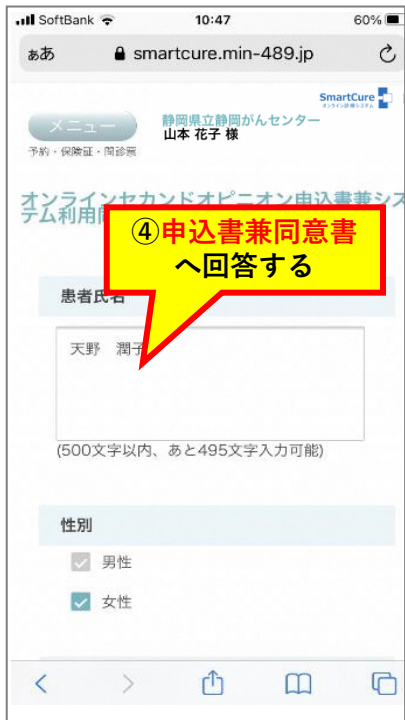 SoftBank 10:47 60%
ぁあ smartcure.min-489.jp
SmartCure
オンライン診療システム
メニュー
予約・保険証・問診票
静岡県立静岡がんセンター
山本 花子 様
オンラインセカンドオピニオン申込書兼シス
テム利用
④申込書兼同意書
へ回答する
患者氏名
天野 潤子
(500文字以内、あと495文字入力可能)
性別
男性
女性